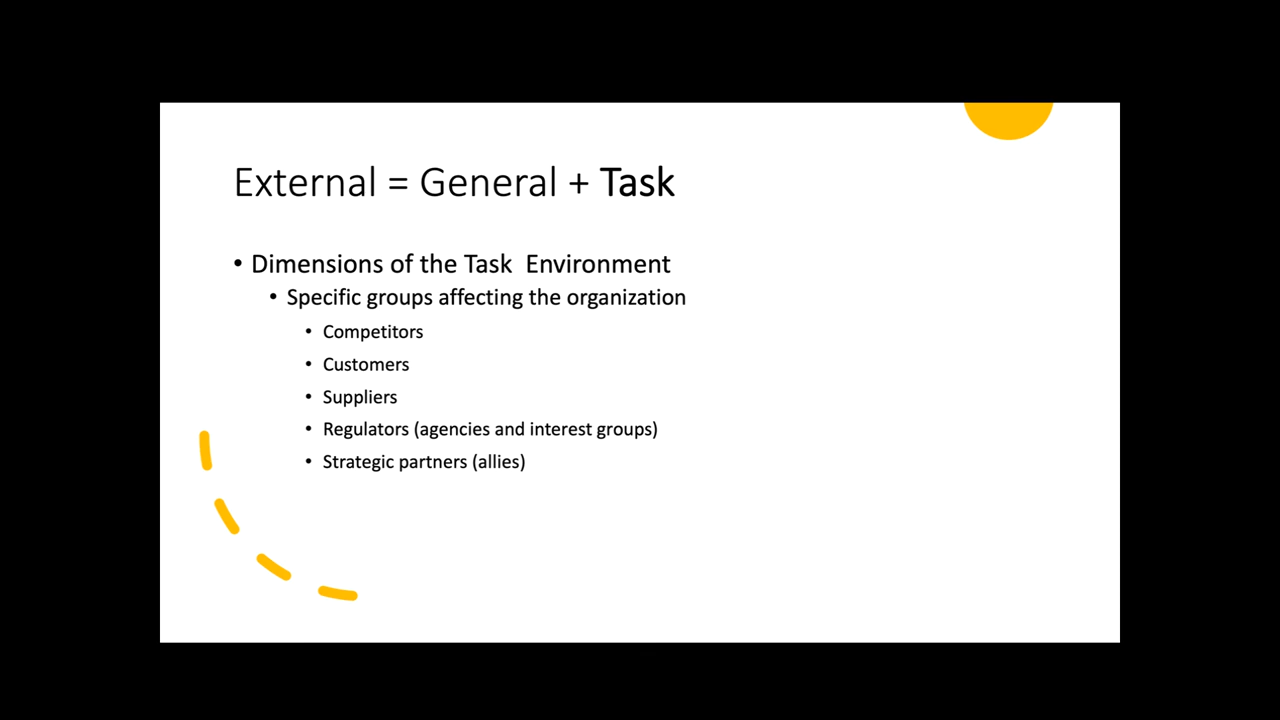 External = General + Task
• Dimensions of the Task  Environment
• Specific groups affecting the organization
• Competitors
• Customers
• Suppliers
• Regulators (agencies and interest groups)
• Strategic partners (allies)